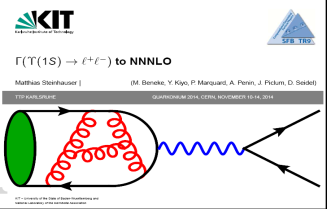 KIT
Karlsruhe Institute of Technology
SFB TR9
Γ(Υ(1S) → ℓ⁺ℓ⁻) to NNNLO
Matthias Steinhauser | (M. Beneke, Y. Kiyo, P. Marquard, A. Penin, J. Piclum, D. Seidel)
TTP KARLSRUHE QUARKONIUM 2014, CERN, NOVEMBER 10-14, 2014
KIT – University of the State of Baden-Wuerttemberg and
National Laboratory of the Helmholtz Association